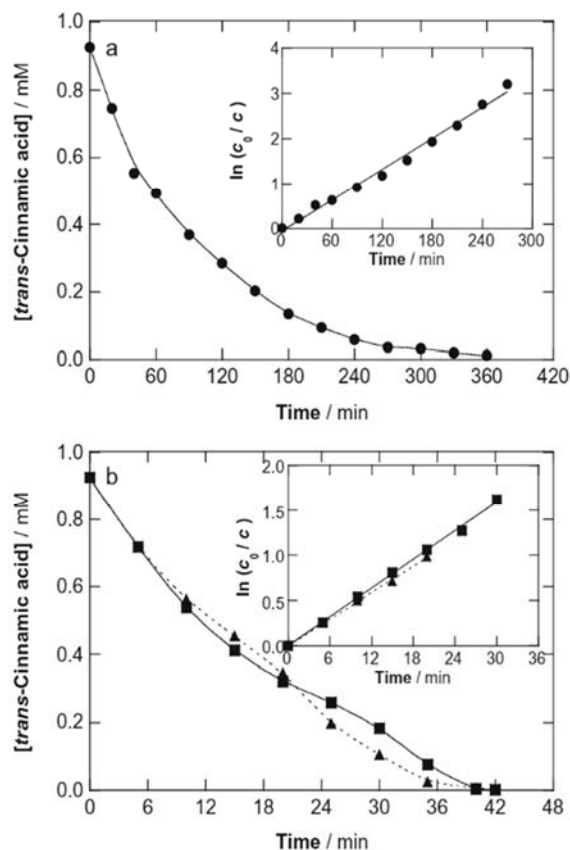 a
[trans-Cinnamic acid] / mM
1.0
0.8
0.6
0.4
0.2
0.0
0 60 120 180 240 300 360 420
Time / min
ln (c0 / c)
4
3
2
1
0
0 60 120 180 240 300
Time / min
b
[trans-Cinnamic acid] / mM
1.0
0.8
0.6
0.4
0.2
0.0
0 6 12 18 24 30 36 42 48
Time / min
ln (c0 / c)
2.0
1.5
1.0
0.5
0.0
0 6 12 18 24 30 36
Time / min